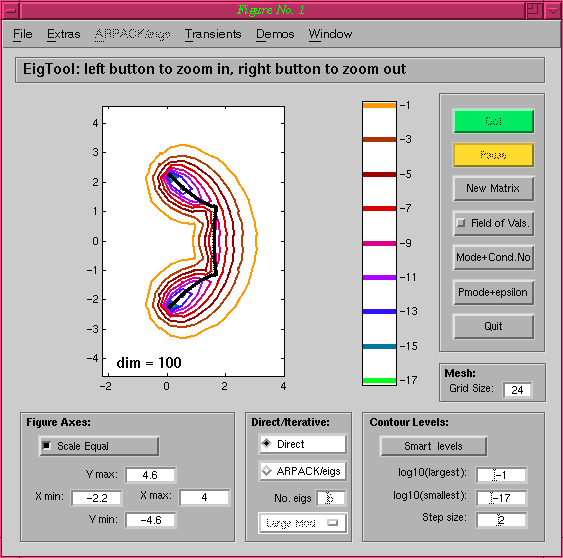 Figure No. 1
File Extras ARPACK/eigs Transients Demos Window
EigTool: left button to zoom in, right button to zoom out
4
3
2
1
0
−1
−2
−3
−4
−2 0 2 4
dim = 100
−1
−3
−5
−7
−9
−11
−13
−15
−17
Go!
Pause
New Matrix
Field of Vals.
Mode+Cond.No
Pmode+epsilon
Quit
Mesh:
Grid Size: 24
Figure Axes:
Scale Equal
Y max: 4.6
X min: -2.2 X max: 4
Y min: -4.6
Direct/Iterative:
Direct
ARPACK/eigs
No. eigs 6
Large Mod
Contour Levels:
Smart levels
log10(largest): -1
log10(smallest): -17
Step size: 2